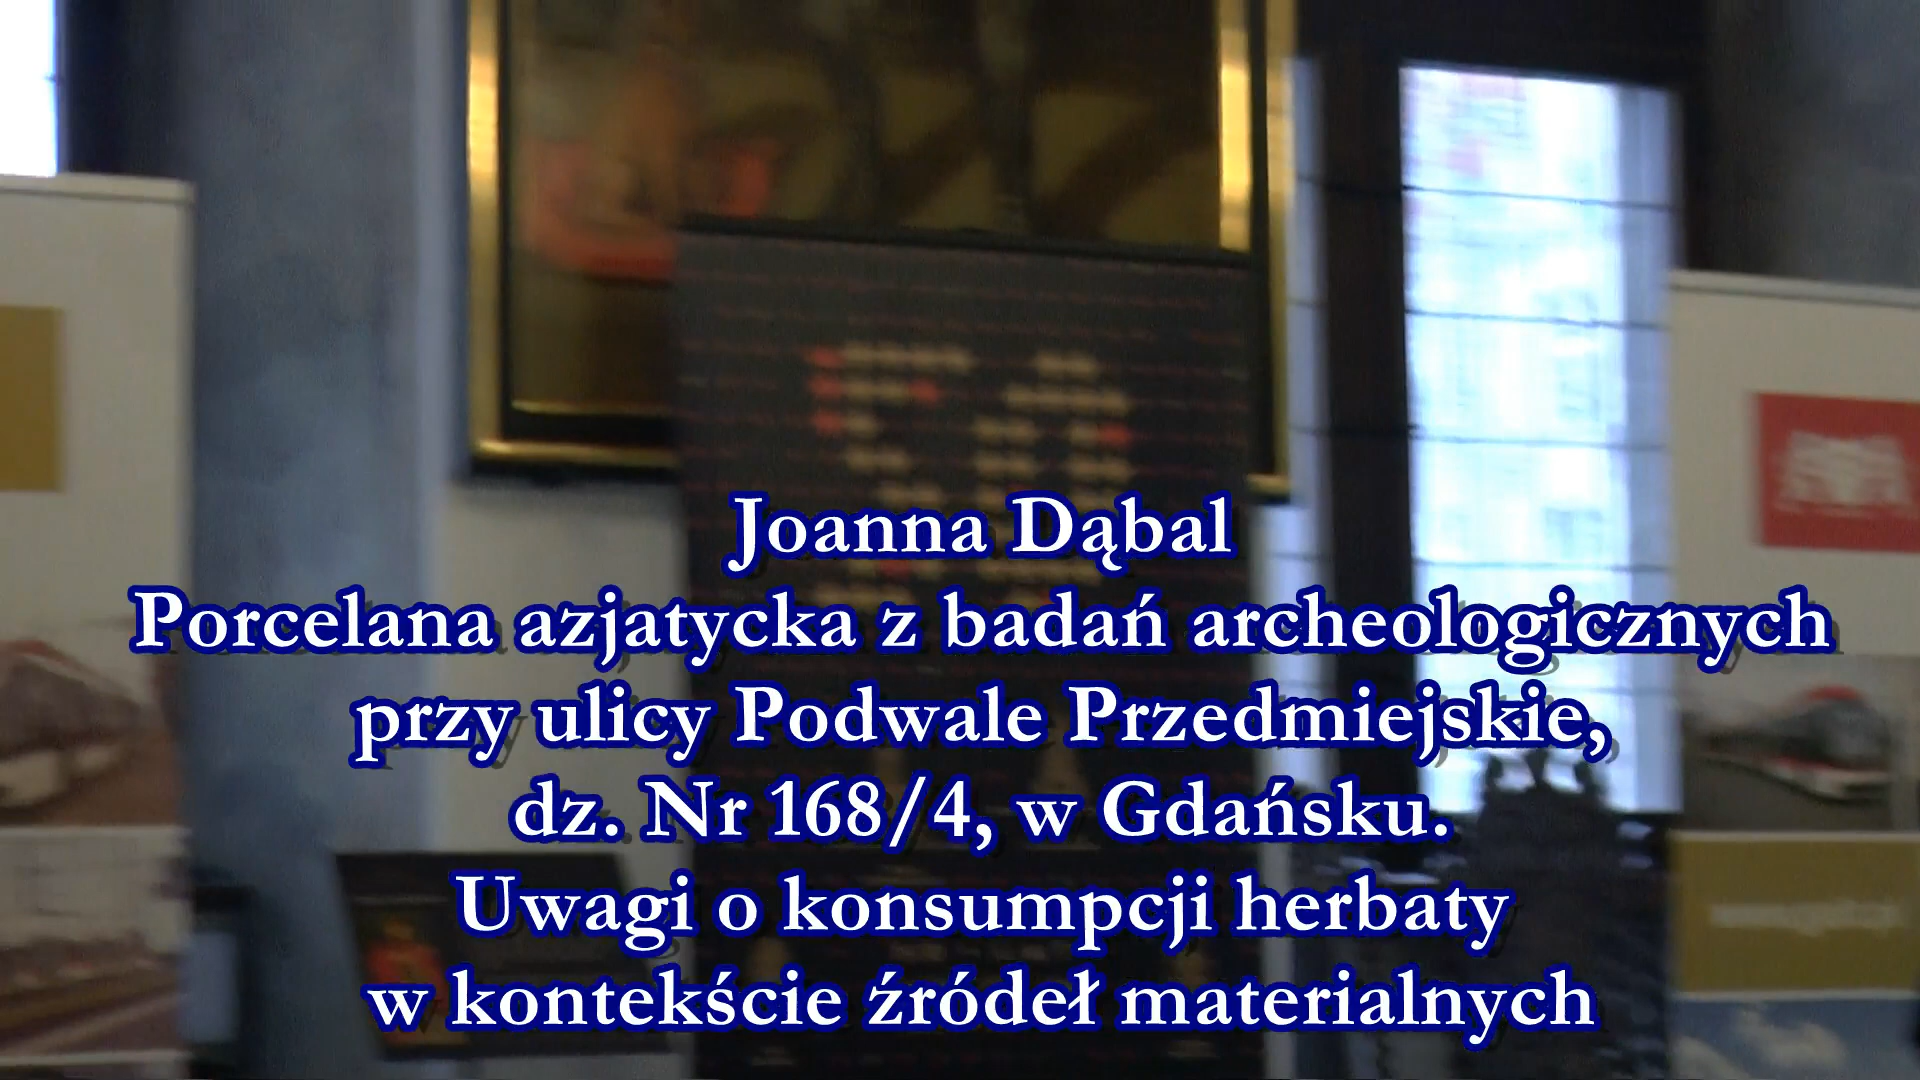 Joanna Dąbal
Porcelana azjatycka z badań archeologicznych
przy ulicy Podwale Przedmiejskie,
dz. Nr 168/4, w Gdańsku.
Uwagi o konsumpcji herbaty
w kontekście źródeł materialnych